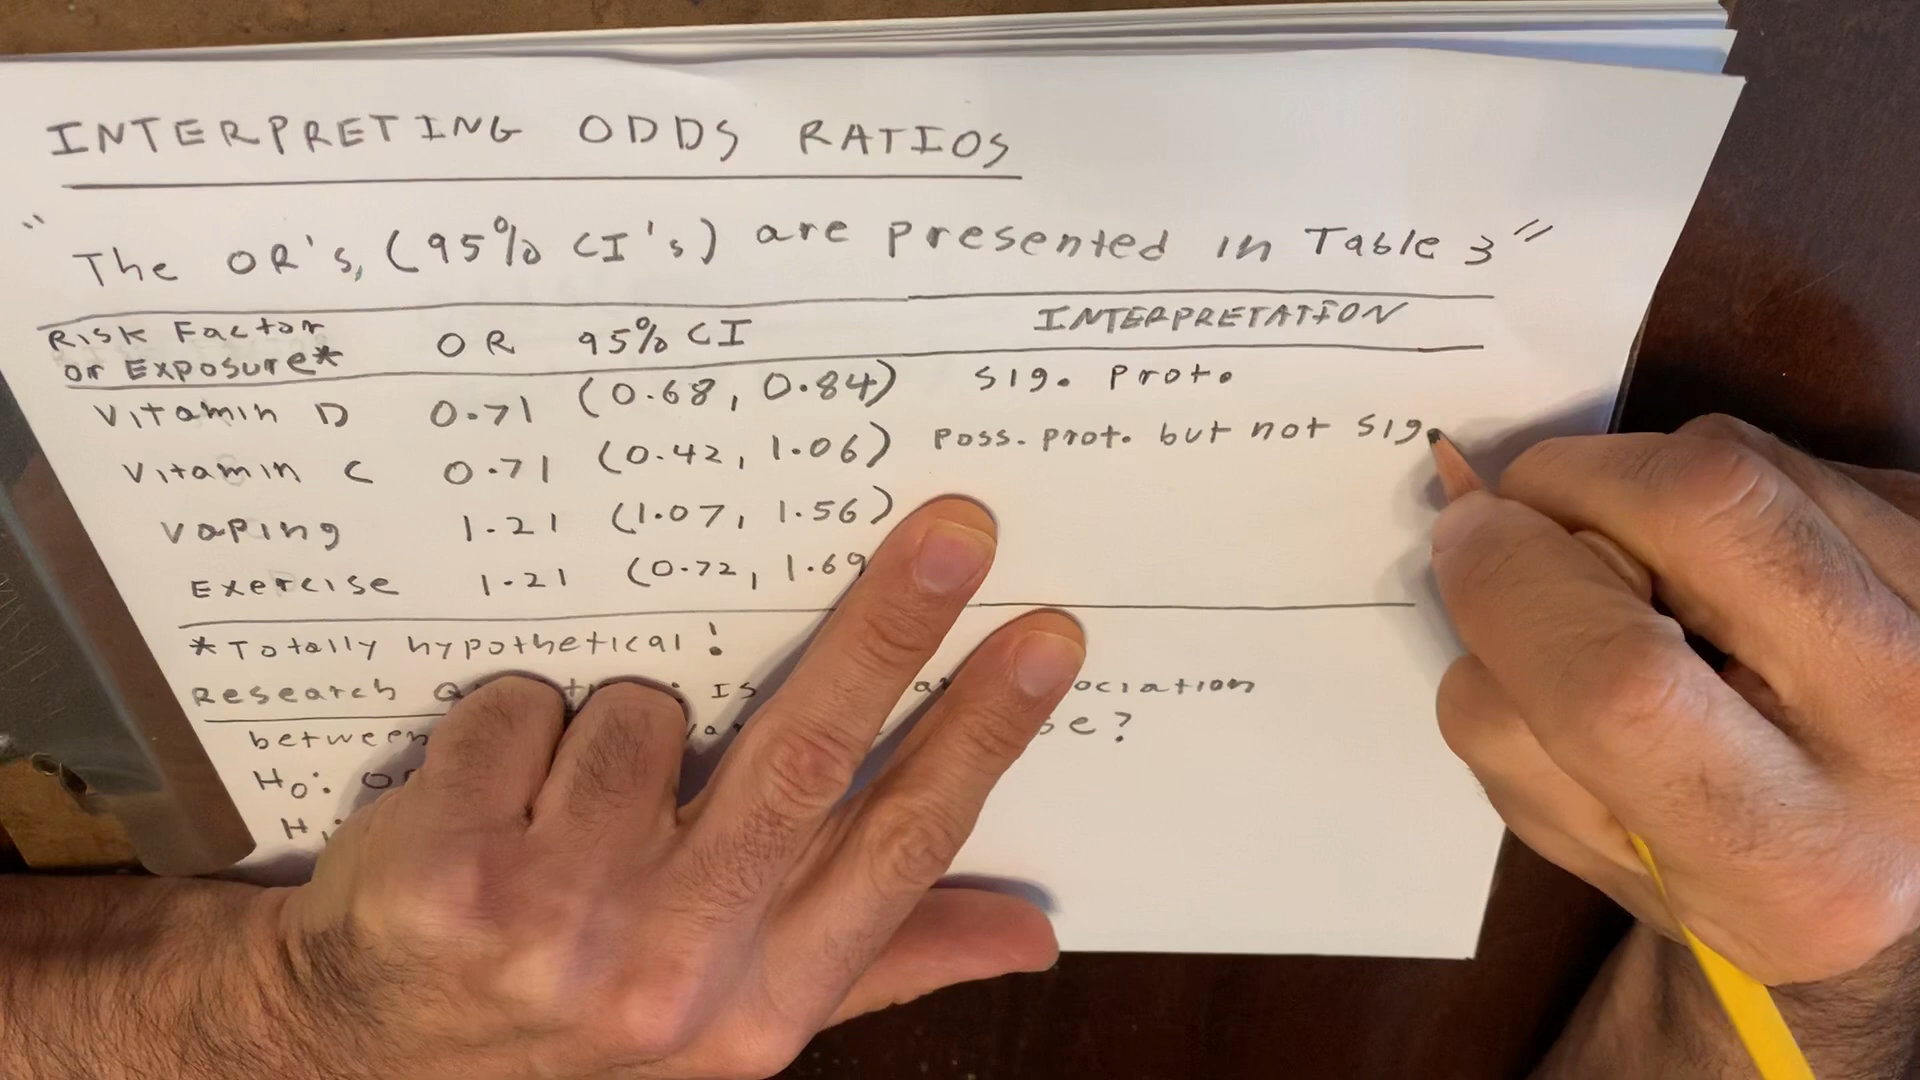 INTERPRETING ODDS RATIOS
"The OR's, (95% CI's) are presented in Table 3"
Risk Factor or Exposure* OR 95% CI INTERPRETATION
Vitamin D 0.71 (0.68, 0.84) Sig. Prot.
Vitamin C 0.71 (0.42, 1.06) Poss. prot. but not sig.
Vaping 1.21 (1.07, 1.56)
Exercise 1.21 (0.72, 1.69
*Totally hypothetical!
Research Is
between
H0: